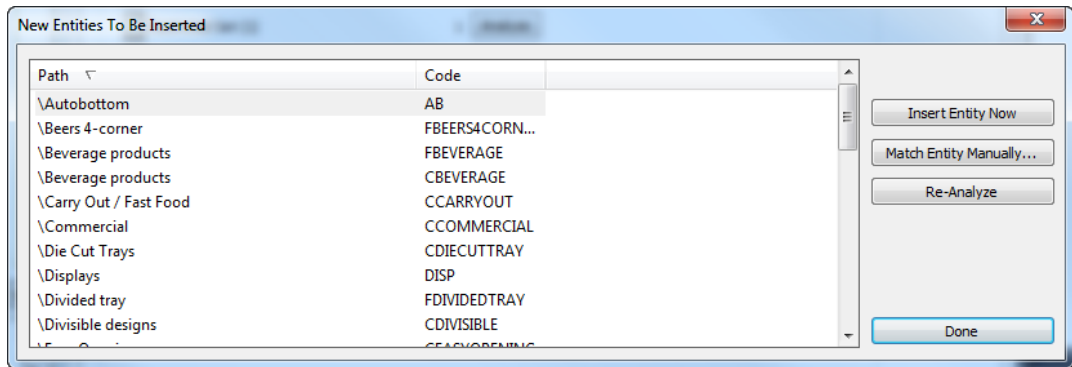 New Entities To Be Inserted
Path Code
\Autobottom AB
\Beers 4-corner FBEERS4CORN...
\Beverage products FBEVERAGE
\Beverage products CBEVERAGE
\Carry Out / Fast Food CCARRYOUT
\Commercial CCOMMERCIAL
\Die Cut Trays CDIECUTTRAY
\Displays DISP
\Divided tray FDIVIDEDTRAY
\Divisible designs CDIVISIBLE
Insert Entity Now
Match Entity Manually...
Re-Analyze
Done